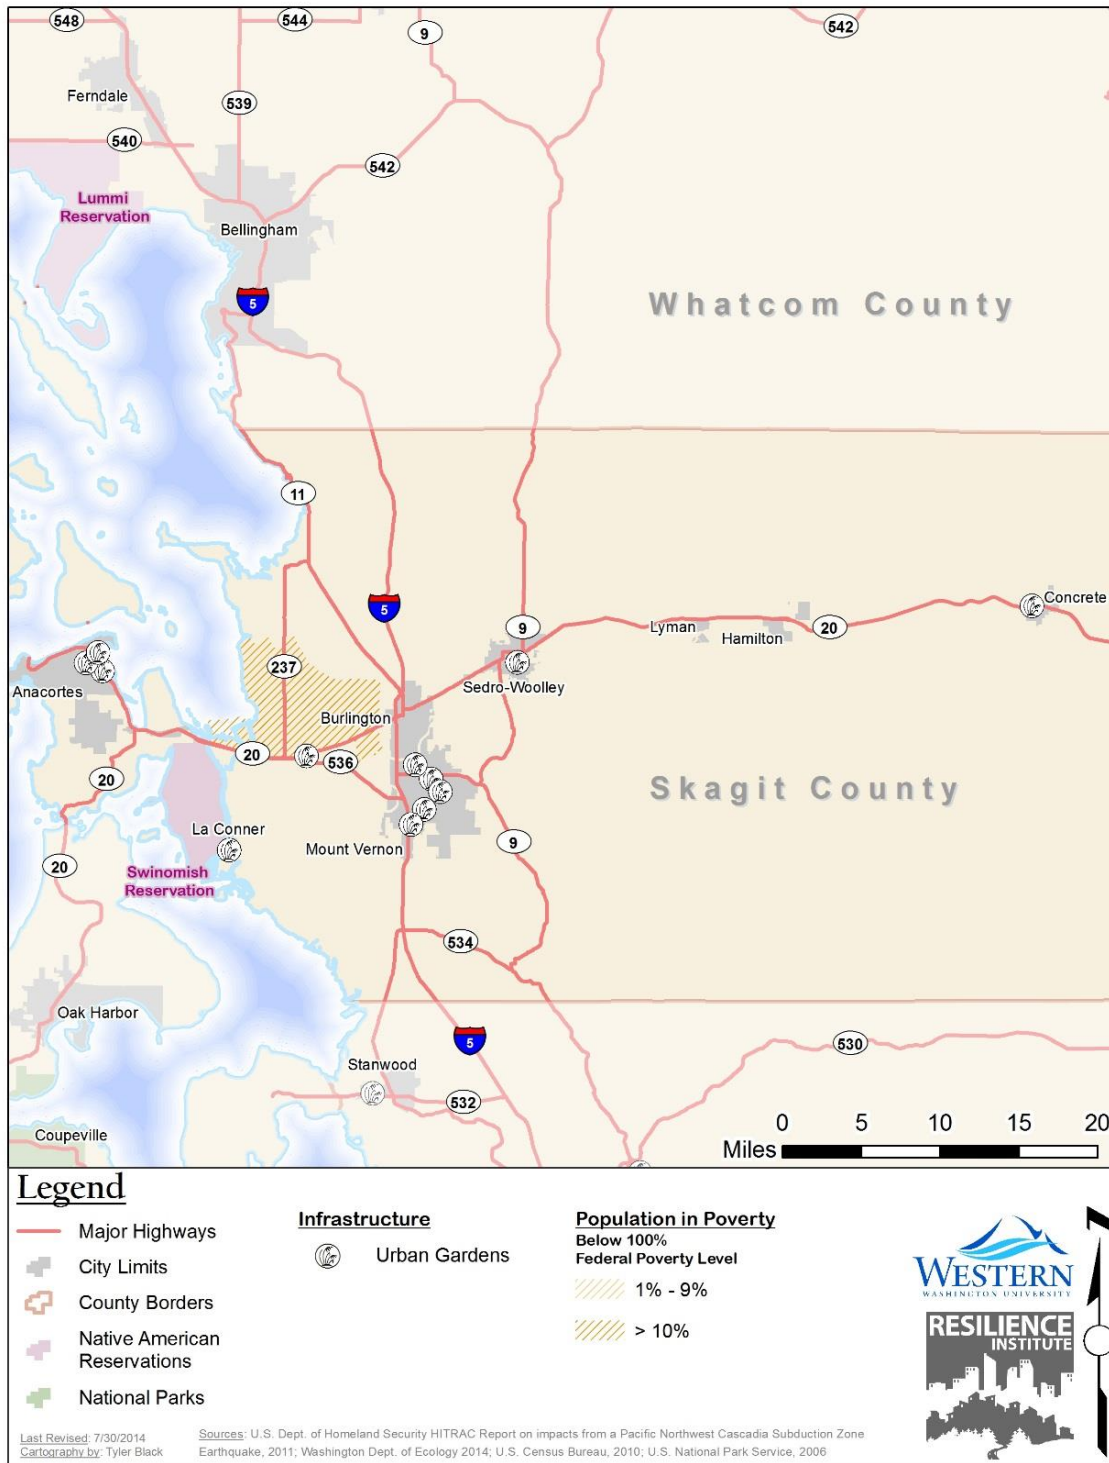 548
544
9
542
Ferndale
539
540
542
Lummi
Reservation
Bellingham
5
Whatcom County
11
5
Concrete
9
Lyman
Hamilton
20
237
Sedro-Woolley
Anacortes
Burlington
20
536
20
Skagit County
La Conner
Mount Vernon
9
20
Swinomish
Reservation
534
Oak Harbor
5
530
Stanwood
532
Coupeville
0 5 10 15 20
Miles
Legend
Major Highways
City Limits
County Borders
Native American
Reservations
National Parks
Infrastructure
Urban Gardens
Population in Poverty
Below 100%
Federal Poverty Level
1% - 9%
> 10%
WESTERN
WASHINGTON UNIVERSITY
RESILIENCE
INSTITUTE
Last Revised: 7/30/2014
Cartography by: Tyler Black
Sources: U.S. Dept. of Homeland Security HITRAC Report on impacts from a Pacific Northwest Cascadia Subduction Zone
Earthquake, 2011; Washington Dept. of Ecology 2014; U.S. Census Bureau, 2010; U.S. National Park Service, 2006